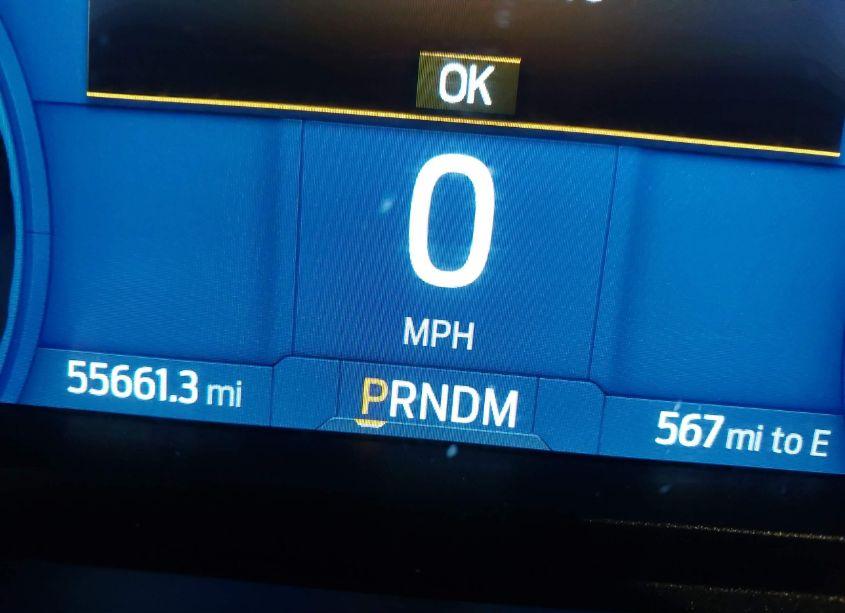 OK
0
MPH
55661.3 mi
PRNDM
567 mi to E